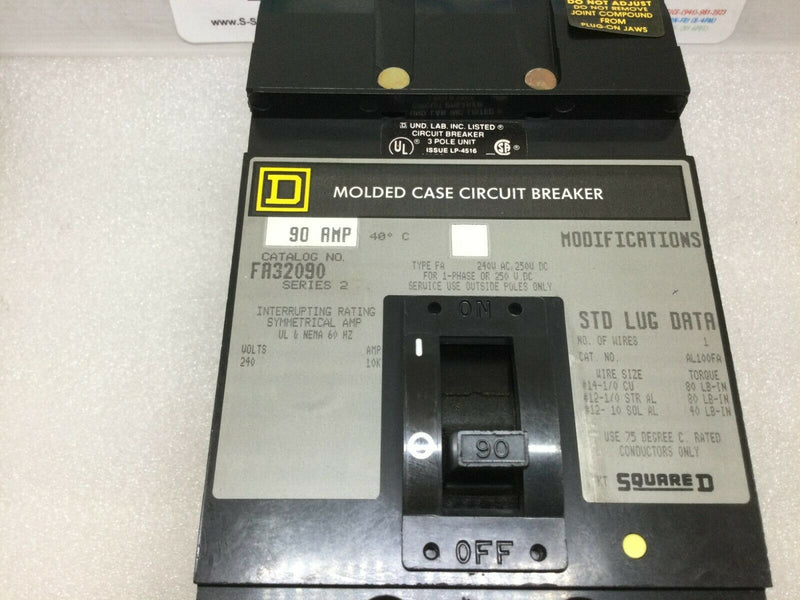 www.S-S
DO NOT ADJUST
DO NOT REMOVE
JOINT COMPOUND
FROM
PLUG-ON JAWS
UND. LAB. INC. LISTED ®
CIRCUIT BREAKER
3 POLE UNIT
ISSUE LP-4516
UL ®
SA ®
D
MOLDED CASE CIRCUIT BREAKER
90 AMP 40° C
CATALOG NO.
FA32090
SERIES 2
INTERRUPTING RATING
SYMMETRICAL AMP
UL & NEMA 60 HZ
VOLTS AMP
240 10K
TYPE FA 240V AC.250V DC
FOR 1-PHASE OR 250 V DC
SERVICE USE OUTSIDE POLES ONLY
MODIFICATIONS
STD LUG DATA
NO. OF WIRES 1
CAT. NO. AL100FA
WIRE SIZE TORQUE
#14-1/0 CU 80 LB-IN
#12-1/0 STR AL 80 LB-IN
#12- 10 SOL AL 40 LB-IN
USE 75 DEGREE C. RATED
CONDUCTORS ONLY
KT SQUARE D
ON
90
OFF